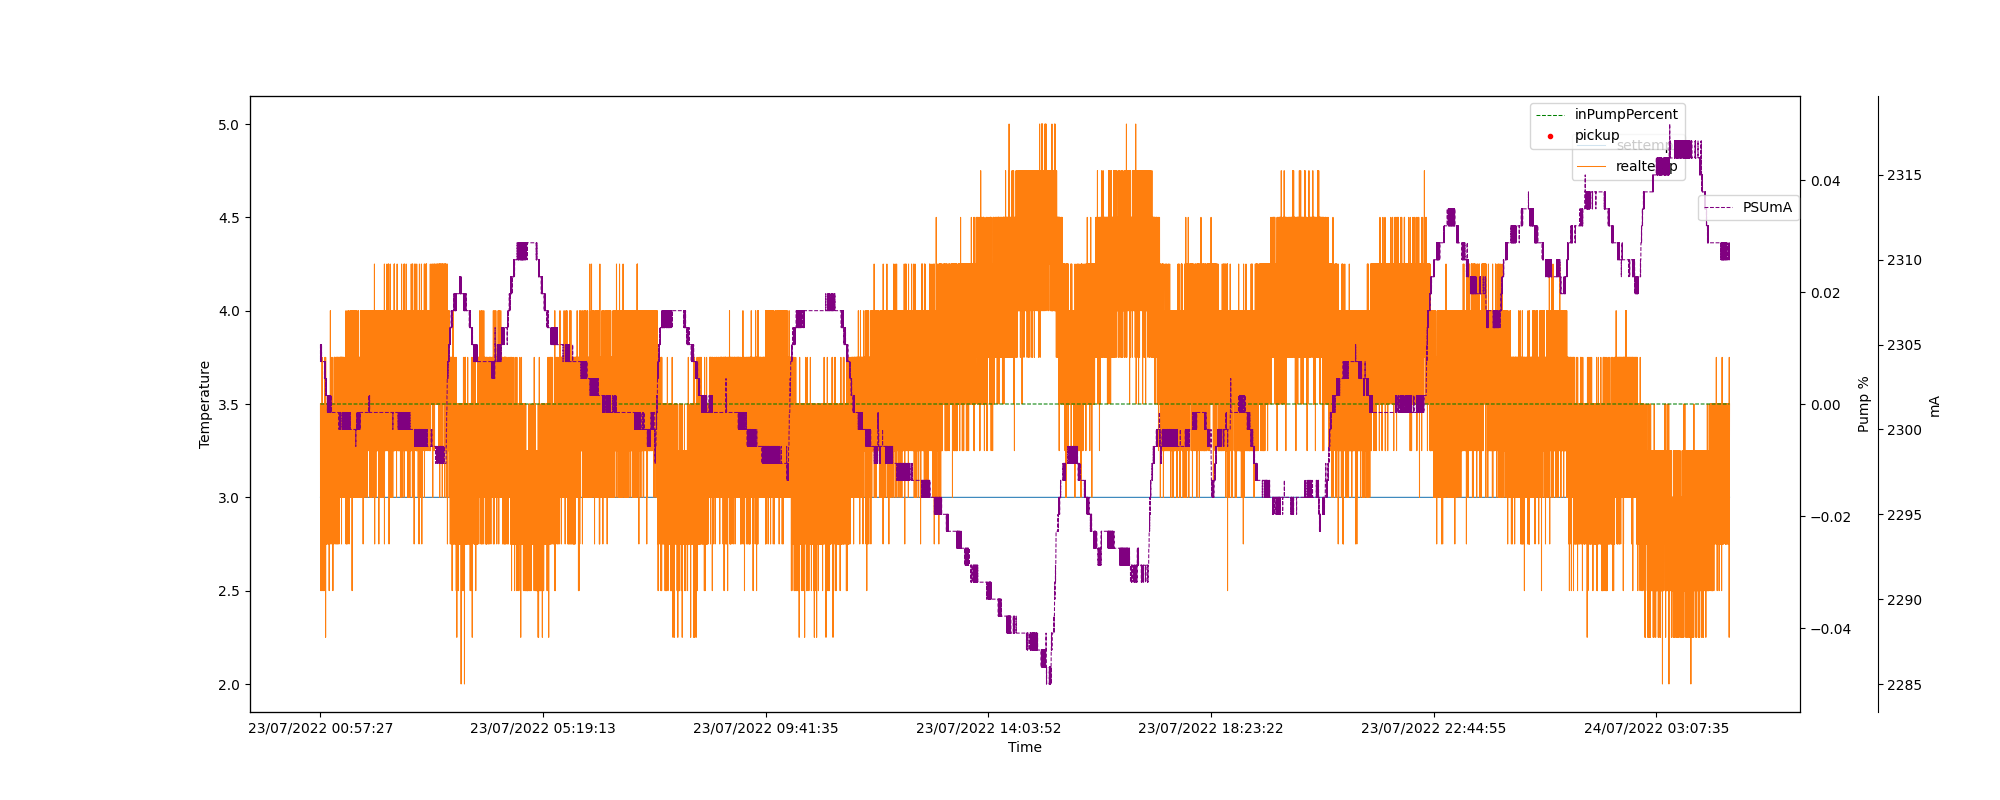 inPumpPercent
pickup
settemp
realtemp
PSUmA
5.0
4.5
4.0
3.5
3.0
2.5
2.0
Temperature
0.04
0.02
0.00
−0.02
−0.04
Pump %
2315
2310
2305
2300
2295
2290
2285
mA
23/07/2022 00:57:27
23/07/2022 05:19:13
23/07/2022 09:41:35
23/07/2022 14:03:52
23/07/2022 18:23:22
23/07/2022 22:44:55
24/07/2022 03:07:35
Time